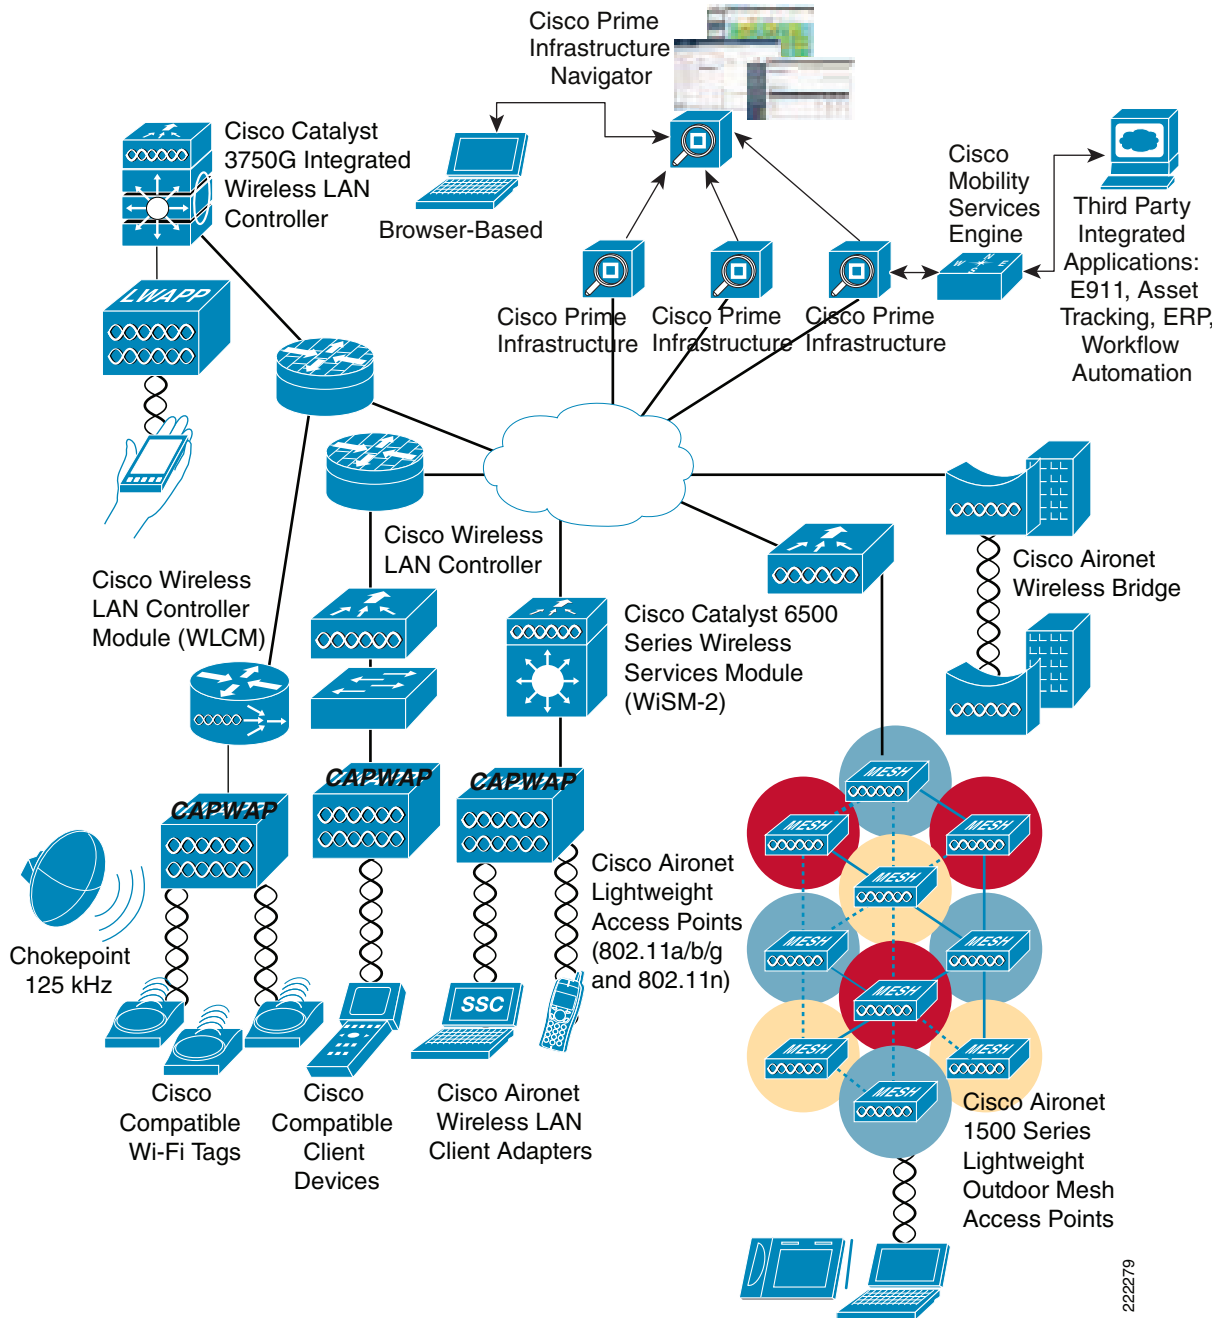 Cisco Prime
Infrastructure
Navigator
Cisco Catalyst
3750G Integrated
Wireless LAN
Controller
Browser-Based
Cisco
Mobility
Services
Engine
Third Party
Integrated
Applications:
E911, Asset
Tracking, ERP,
Workflow
Automation
LWAPP
N
E
S
W
Cisco Prime
Infrastructure
Cisco Prime
Infrastructure
Cisco Prime
Infrastructure
Cisco Wireless
LAN Controller
Cisco Wireless
LAN Controller
Module (WLCM)
Cisco Catalyst 6500
Series Wireless
Services Module
(WiSM-2)
Cisco Aironet
Wireless Bridge
CAPWAP
CAPWAP
CAPWAP
MESH
MESH
MESH
MESH
MESH
MESH
MESH
MESH
MESH
MESH
Cisco Aironet
Lightweight
Access Points
(802.11a/b/g
and 802.11n)
Chokepoint
125 kHz
SSC
Cisco
Compatible
Wi-Fi Tags
Cisco
Compatible
Client
Devices
Cisco Aironet
Wireless LAN
Client Adapters
Cisco Aironet
1500 Series
Lightweight
Outdoor Mesh
Access Points
222279